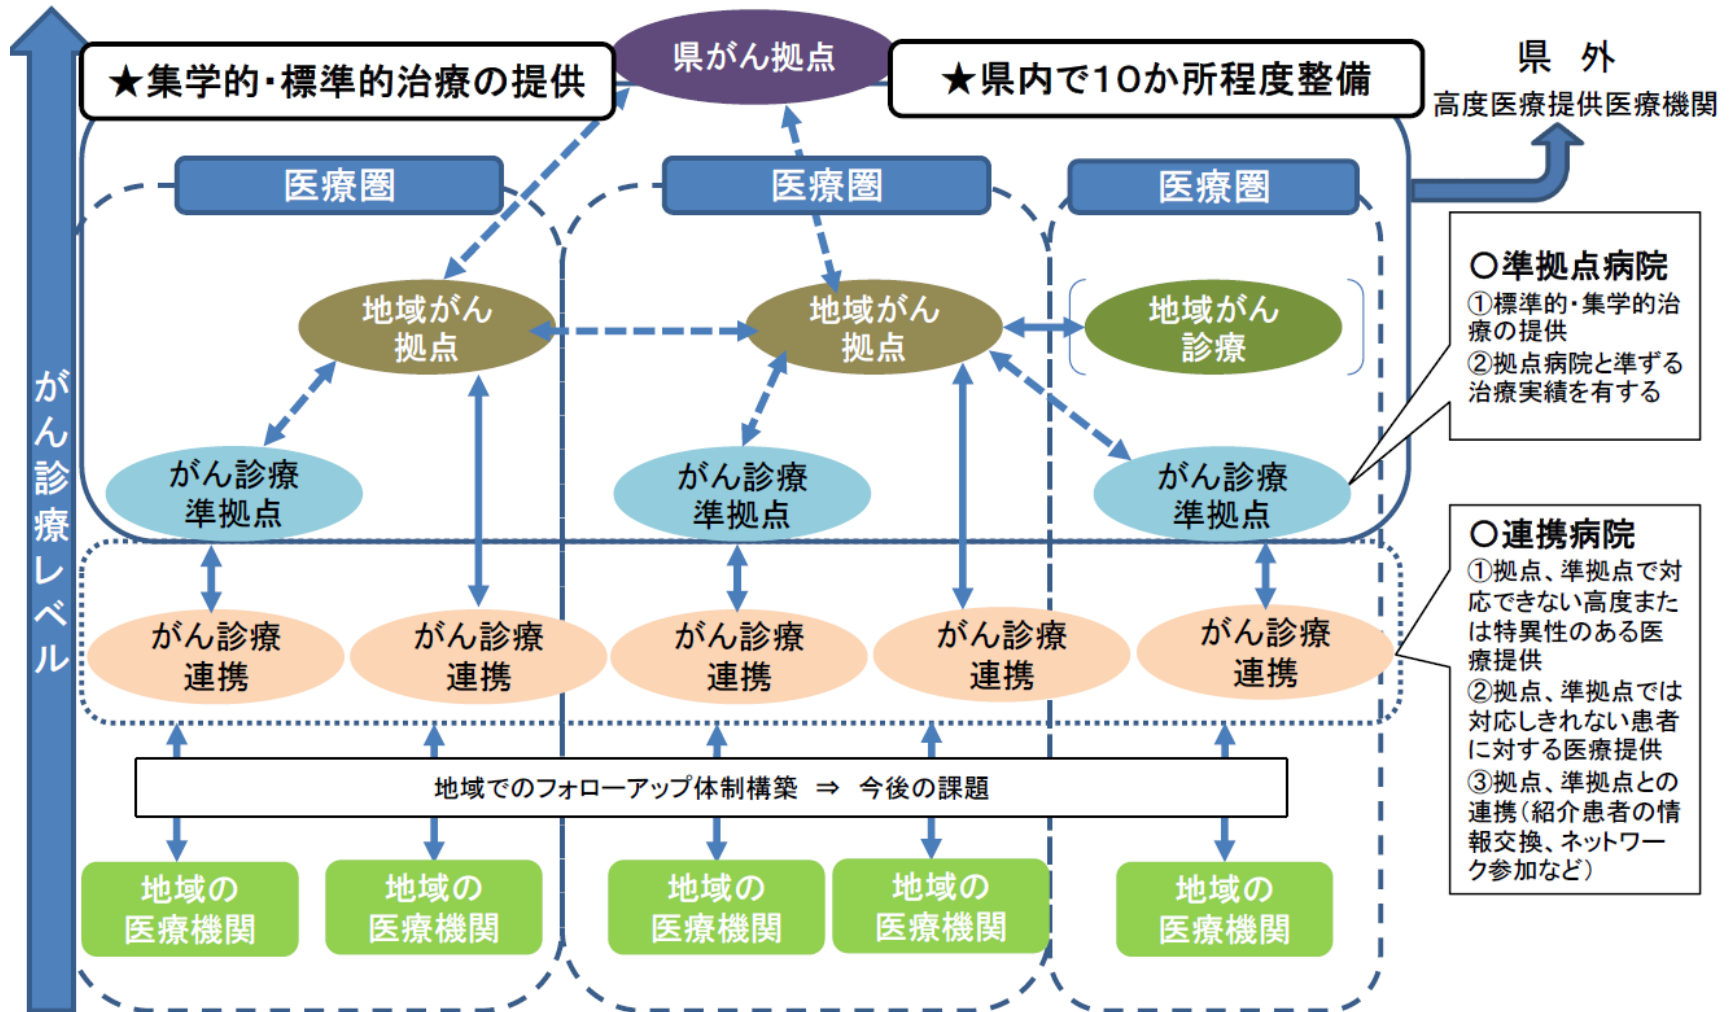 県がん拠点
★集学的・標準的治療の提供
★県内で１０か所程度整備
県 外
高度医療提供医療機関
医療圏
医療圏
医療圏
がん診療レベル
地域がん
拠点
地域がん
拠点
地域がん
診療
○準拠点病院
①標準的・集学的治
療の提供
②拠点病院と準ずる
治療実績を有する
がん診療
準拠点
がん診療
準拠点
がん診療
準拠点
○連携病院
①拠点、準拠点で対
応できない高度また
は特異性のある医
療提供
②拠点、準拠点では
対応しきれない患者
に対する医療提供
③拠点、準拠点との
連携（紹介患者の情
報交換、ネットワー
ク参加など）
がん診療
連携
がん診療
連携
がん診療
連携
がん診療
連携
がん診療
連携
地域でのフォローアップ体制構築 ⇒ 今後の課題
地域の
医療機関
地域の
医療機関
地域の
医療機関
地域の
医療機関
地域の
医療機関